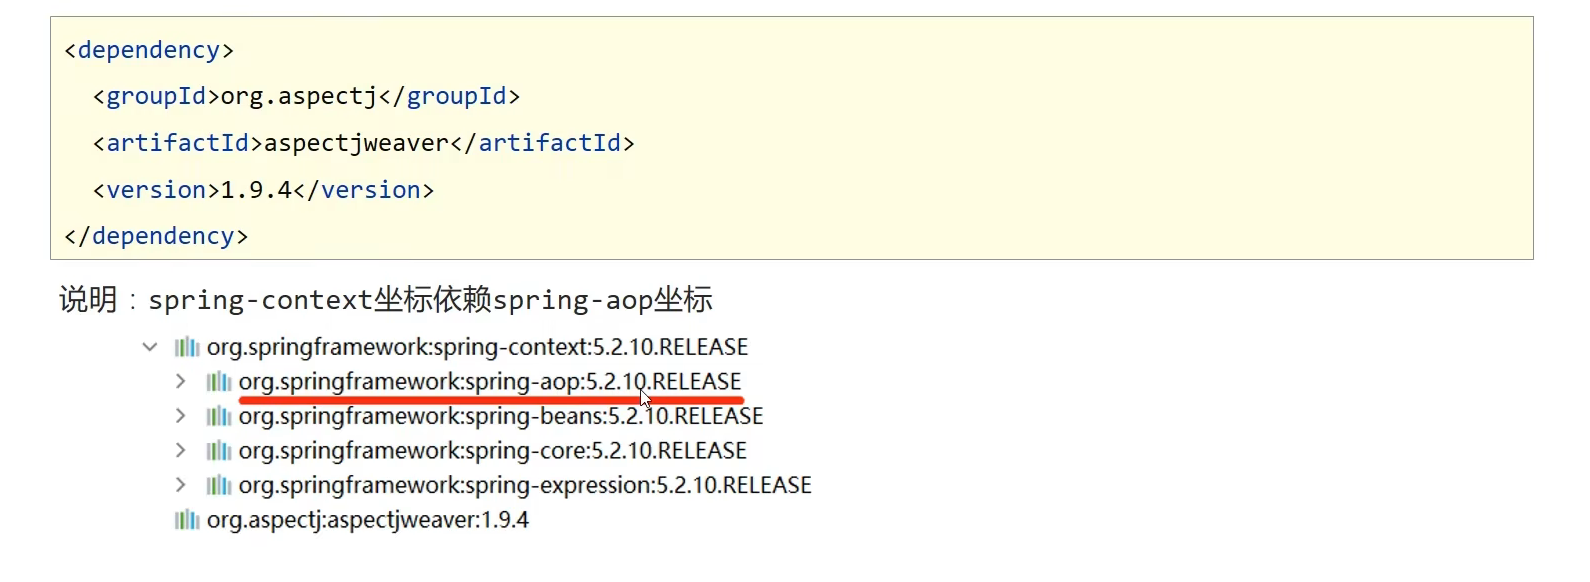 <dependency>
<groupId>org.aspectj</groupId>
<artifactId>aspectjweaver</artifactId>
<version>1.9.4</version>
</dependency>
说明：spring-context坐标依赖spring-aop坐标
org.springframework:spring-context:5.2.10.RELEASE
org.springframework:spring-aop:5.2.10.RELEASE
org.springframework:spring-beans:5.2.10.RELEASE
org.springframework:spring-core:5.2.10.RELEASE
org.springframework:spring-expression:5.2.10.RELEASE
org.aspectj:aspectjweaver:1.9.4